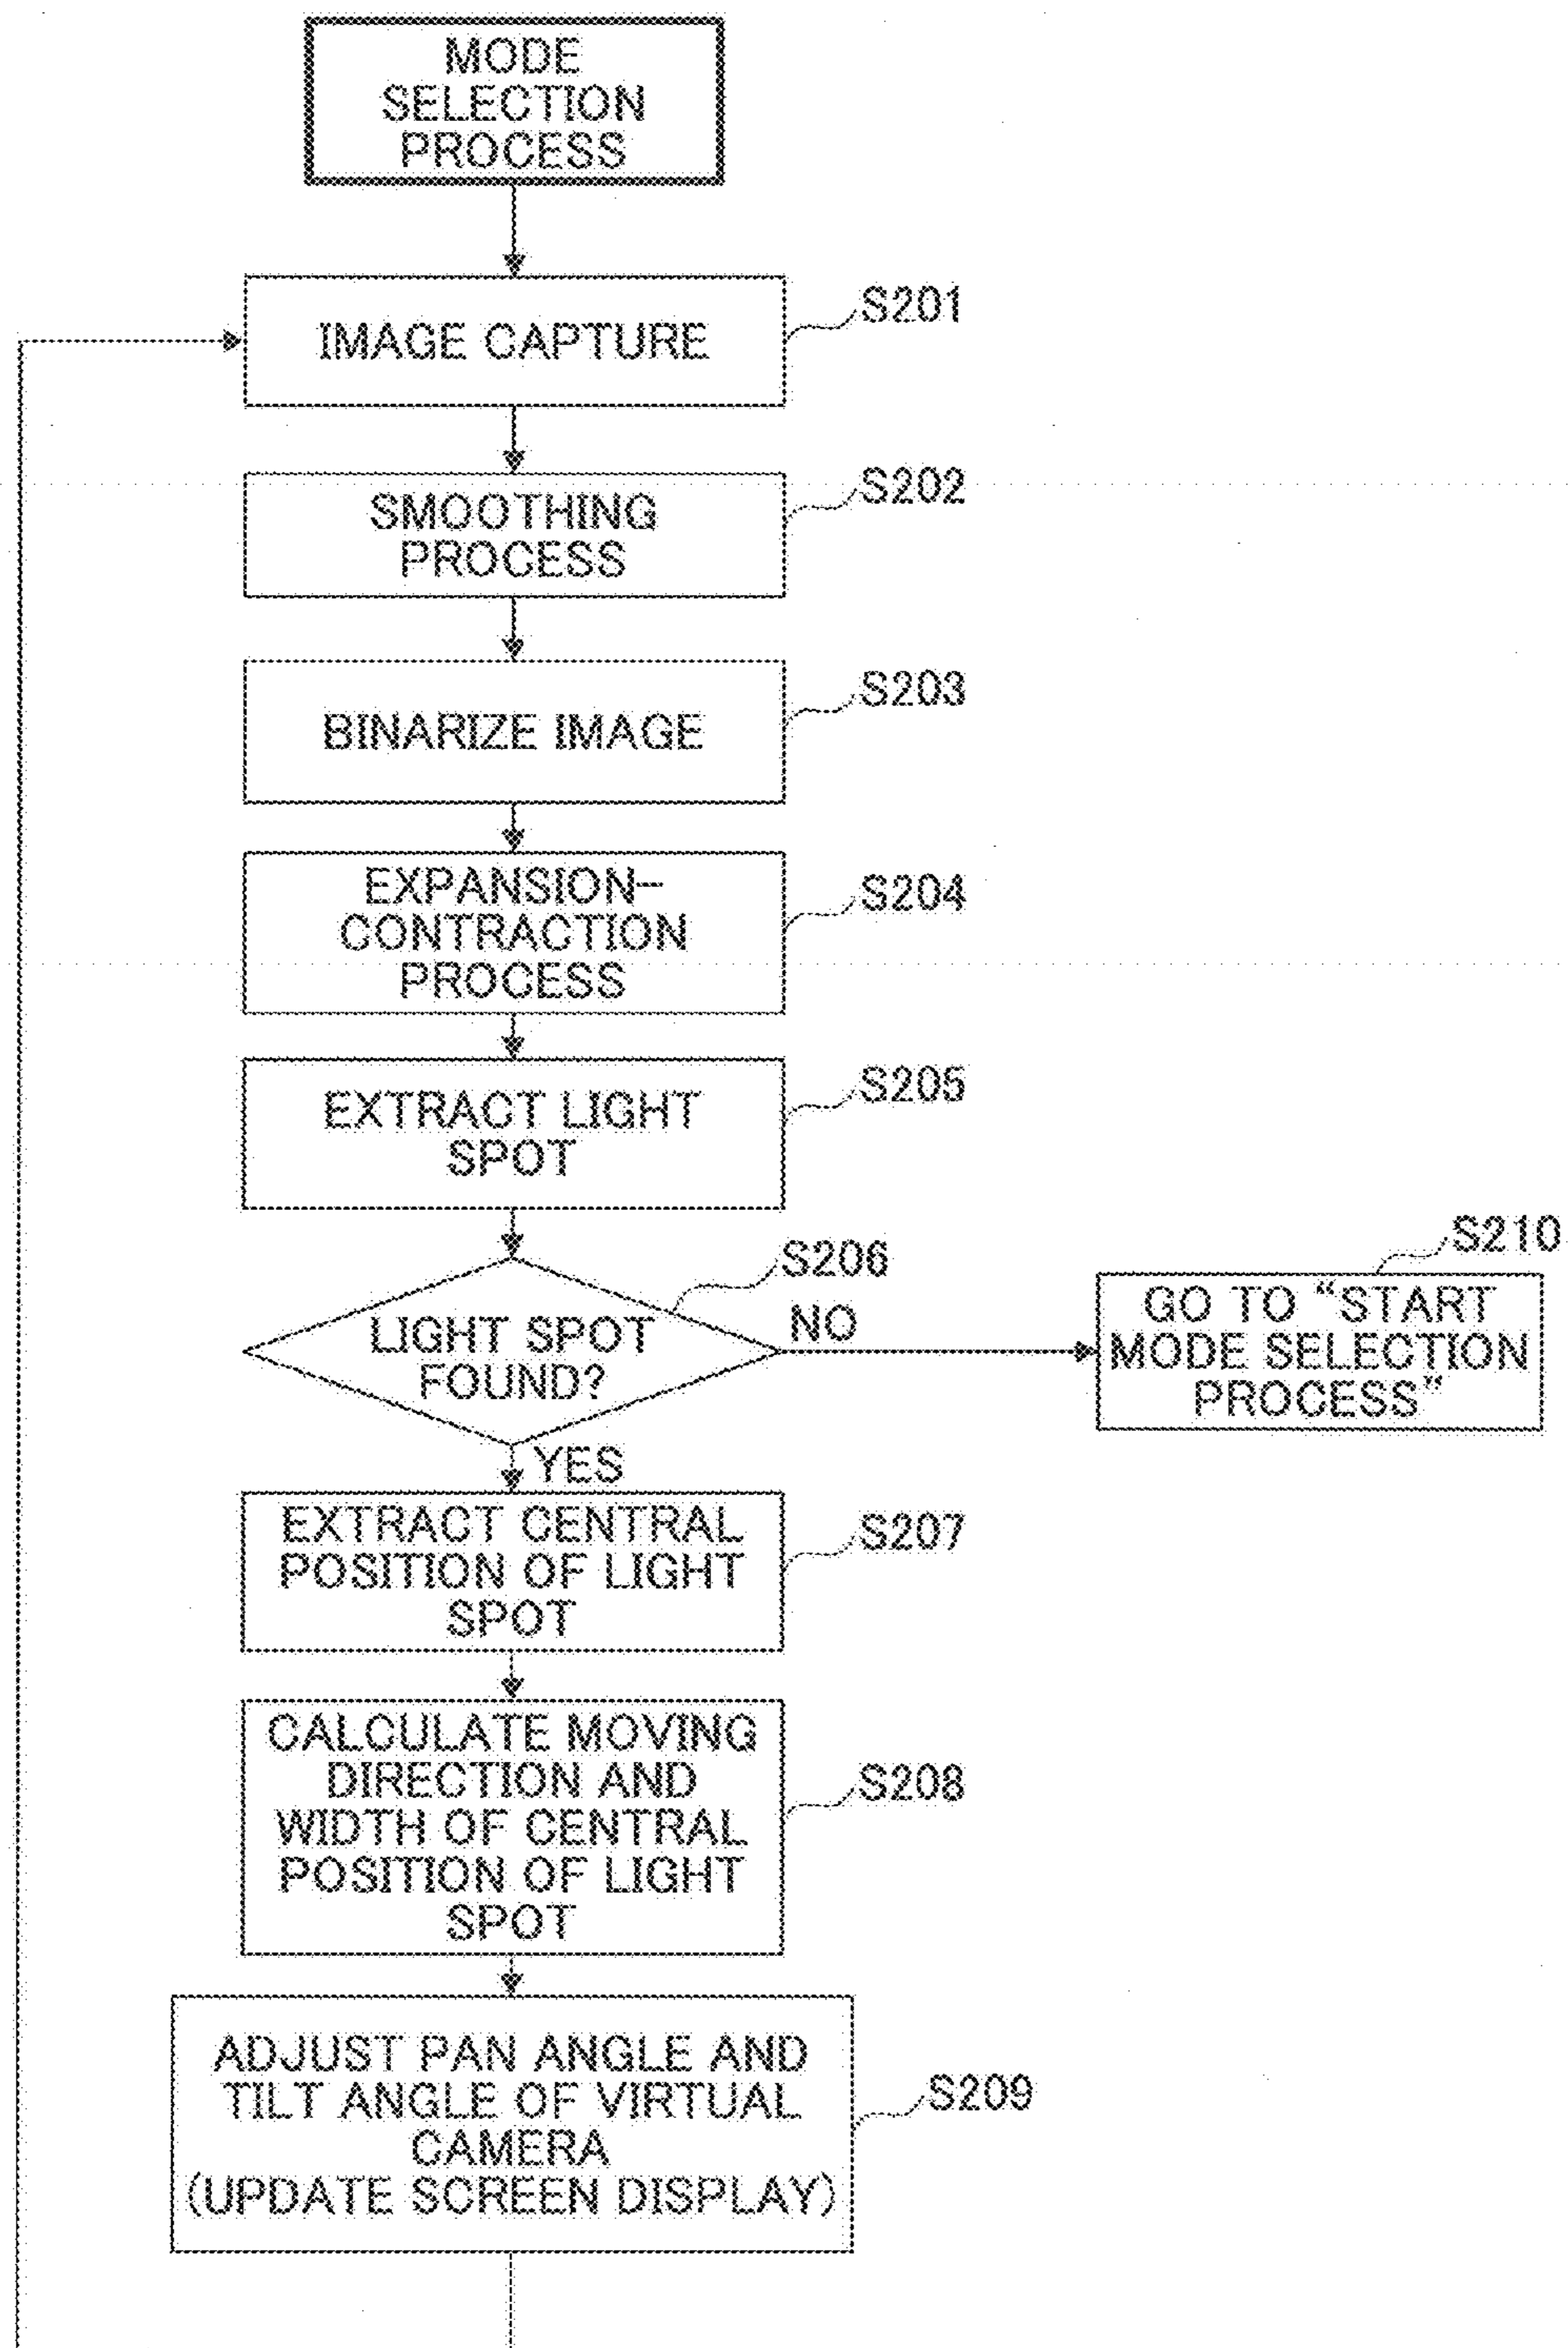 MODE
SELECTION
PROCESS
S201
IMAGE CAPTURE
S202
SMOOTHING
PROCESS
S203
BINARIZE IMAGE
S204
EXPANSION-
CONTRACTION
PROCESS
S205
EXTRACT LIGHT
SPOT
S206
LIGHT SPOT
FOUND?
NO
S210
GO TO “START
MODE SELECTION
PROCESS”
YES
S207
EXTRACT CENTRAL
POSITION OF LIGHT
SPOT
S208
CALCULATE MOVING
DIRECTION AND
WIDTH OF CENTRAL
POSITION OF LIGHT
SPOT
S209
ADJUST PAN ANGLE AND
TILT ANGLE OF VIRTUAL
CAMERA
(UPDATE SCREEN DISPLAY)